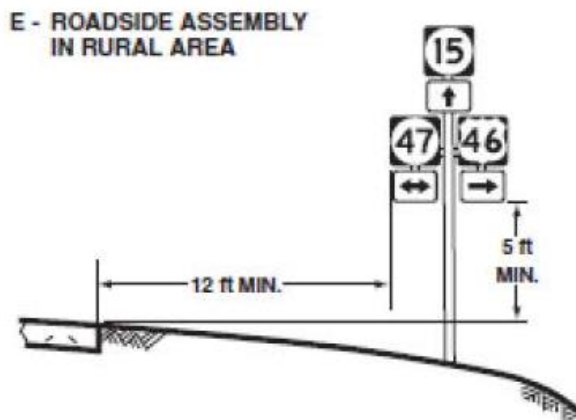 E - ROADSIDE ASSEMBLY
IN RURAL AREA
15
47 46
12 ft MIN.
5 ft
MIN.